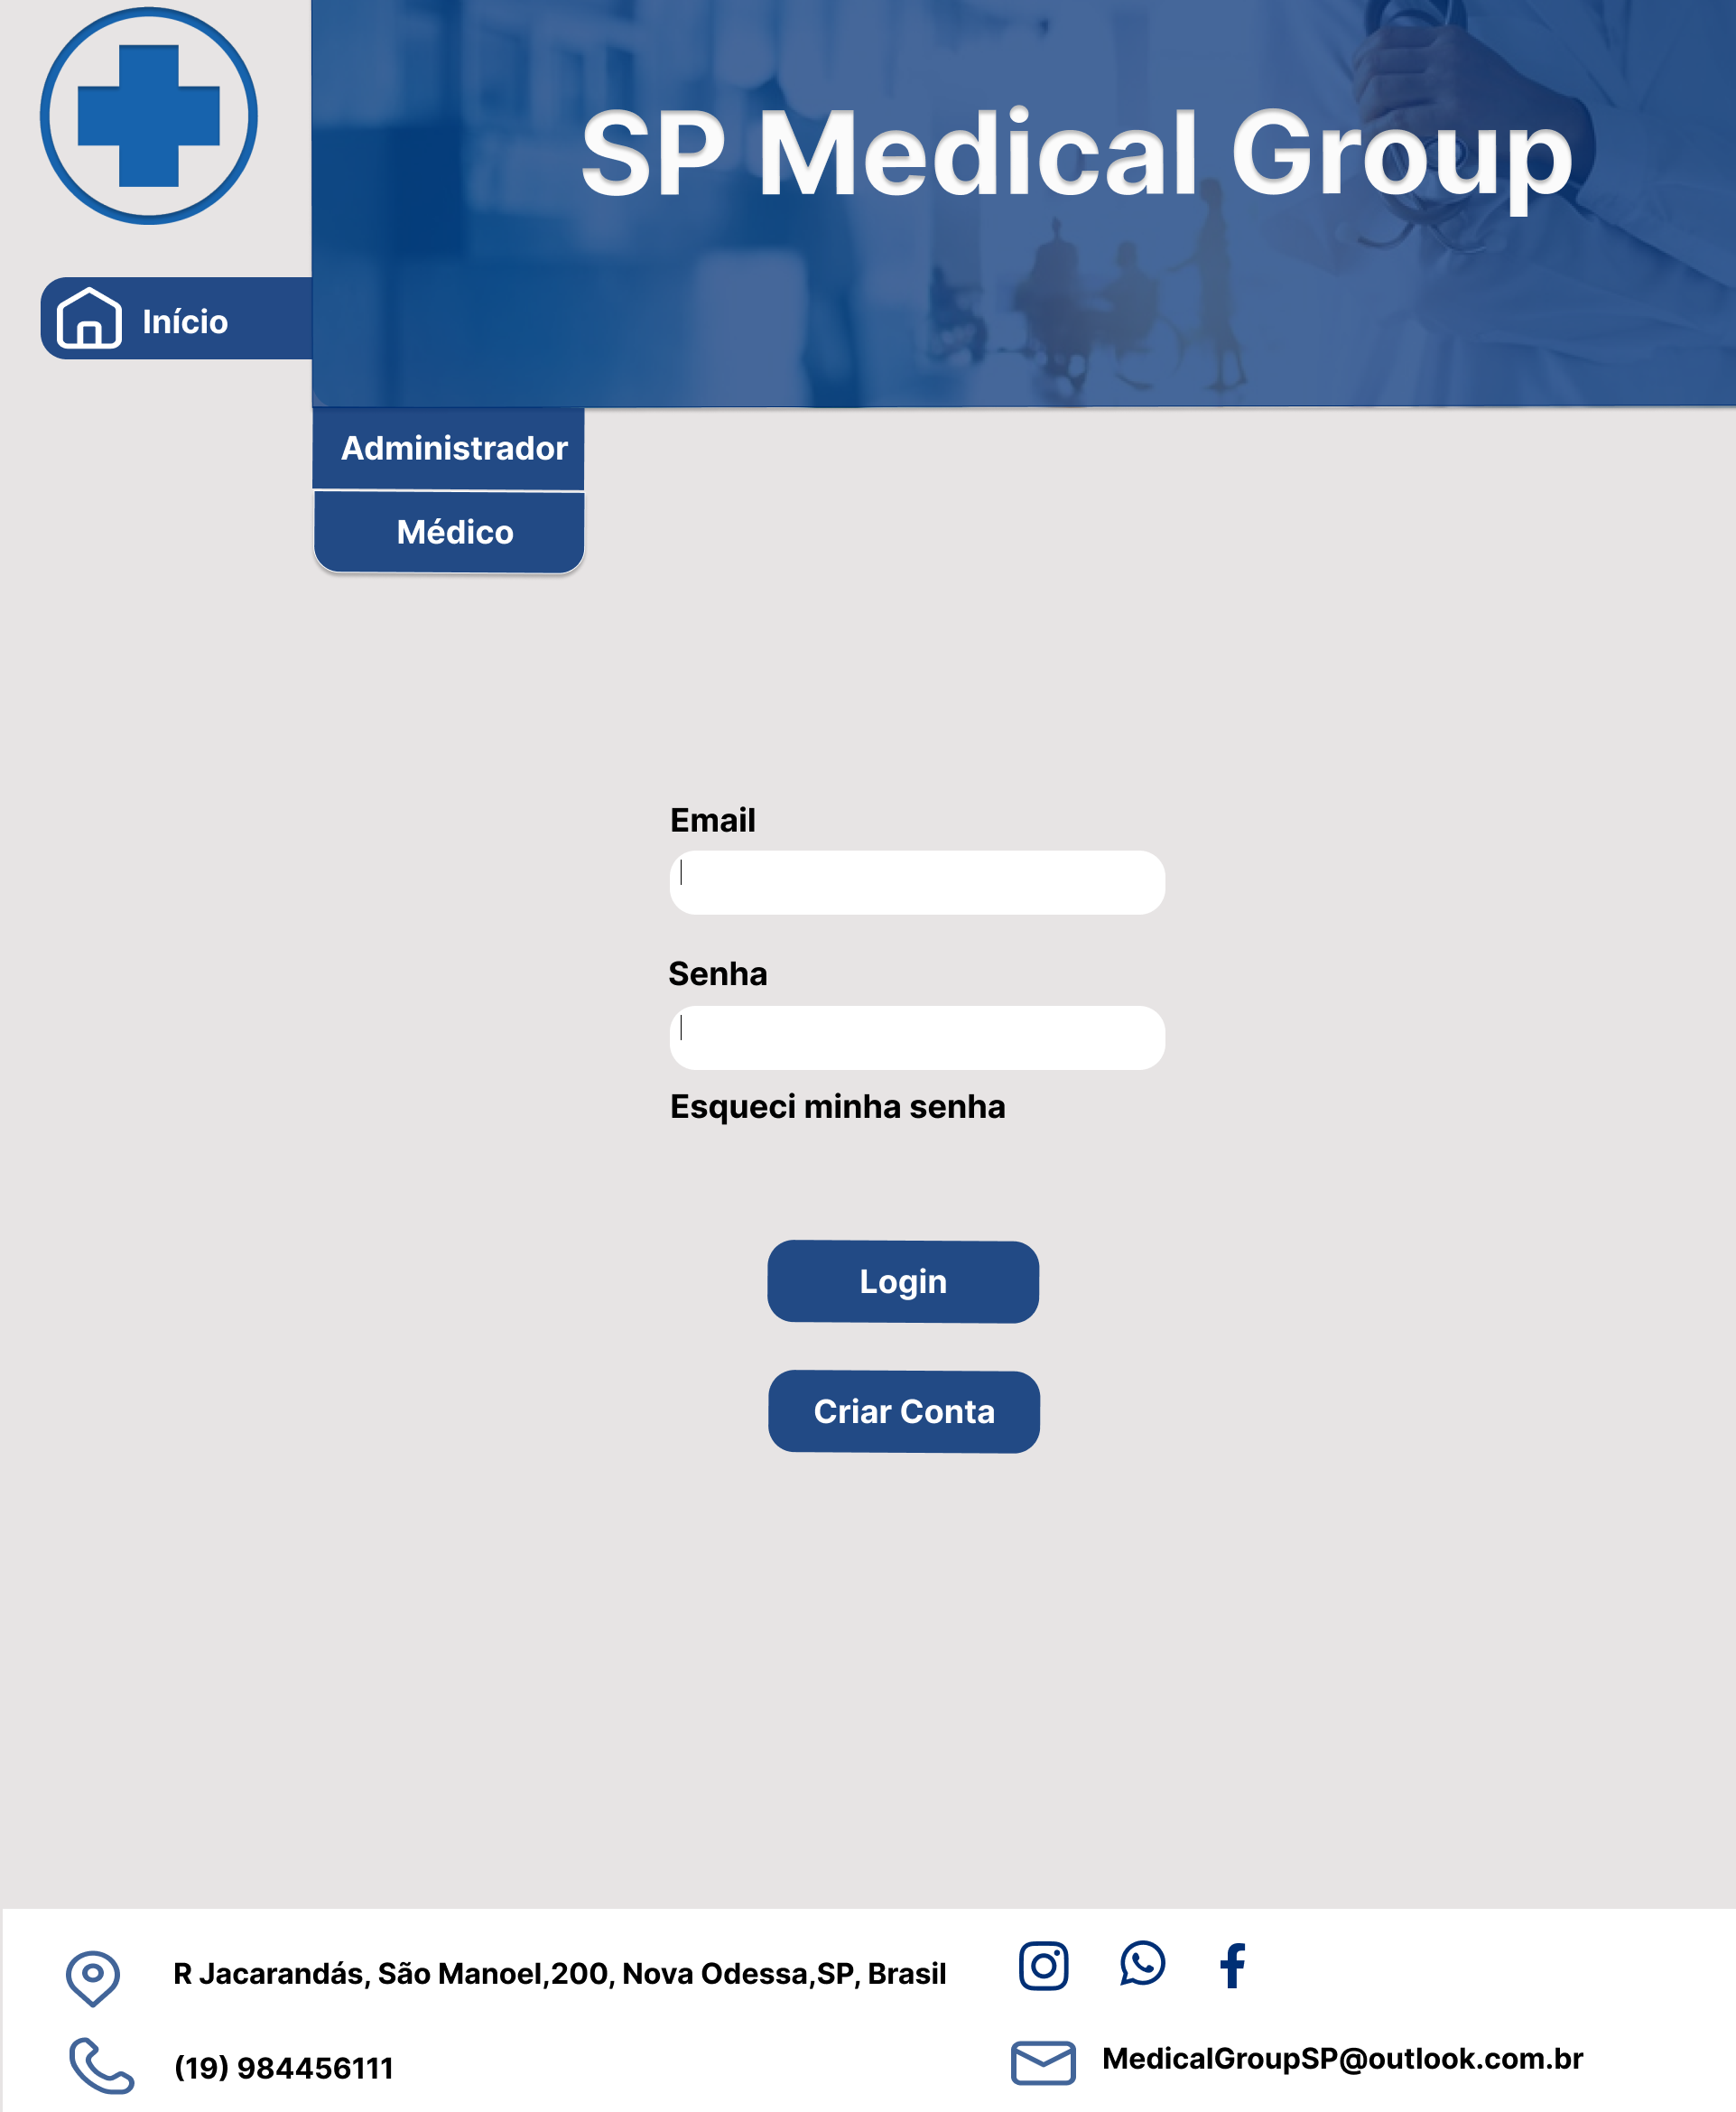 SP Medical Group
Início
Administrador
Médico
Email
Senha
Esqueci minha senha
Login
Criar Conta
R Jacarandás, São Manoel,200, Nova Odessa,SP, Brasil
(19) 984456111
MedicalGroupSP@outlook.com.br